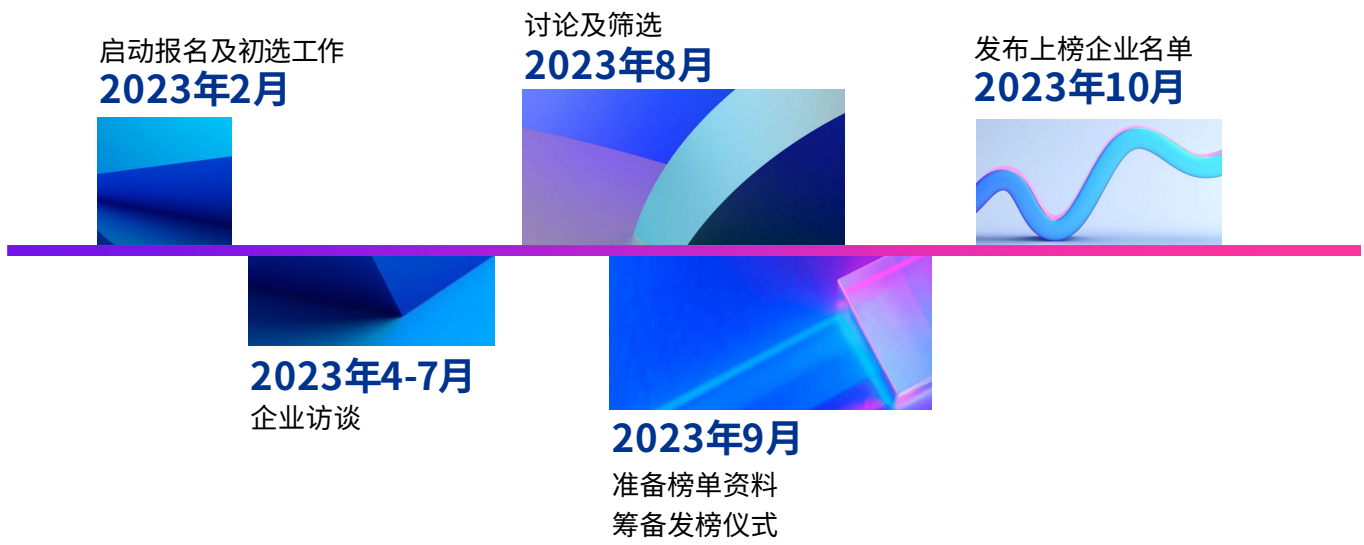 启动报名及初选工作
2023年2月
2023年4-7月
企业访谈
讨论及筛选
2023年8月
2023年9月
准备榜单资料
筹备发榜仪式
发布上榜企业名单
2023年10月